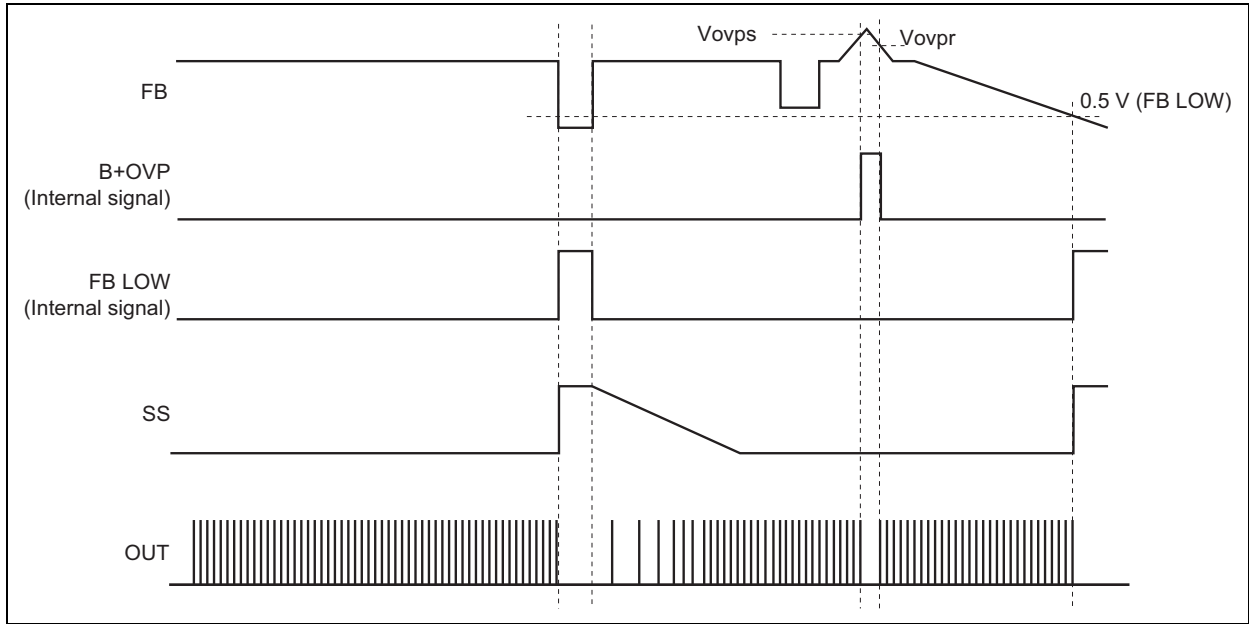 Vovps
Vovpr
FB
0.5 V (FB LOW)
B+OVP
(Internal signal)
FB LOW
(Internal signal)
SS
OUT